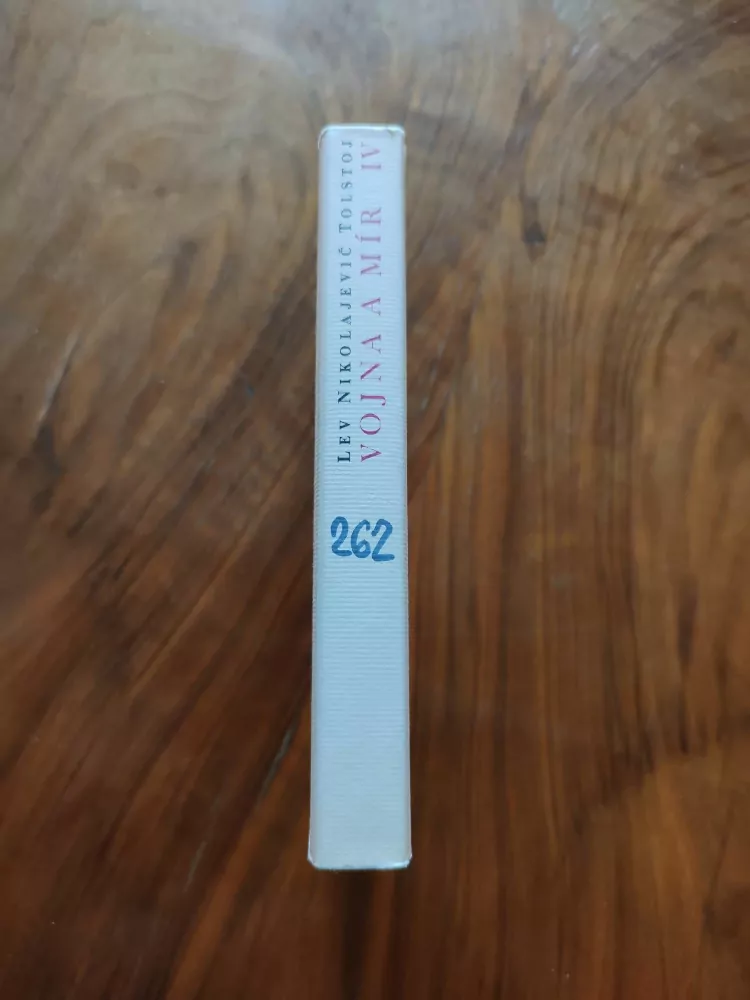 LEV NIKOLAJEVIČ TOLSTOJ
VOJNA A MÍR IV
262